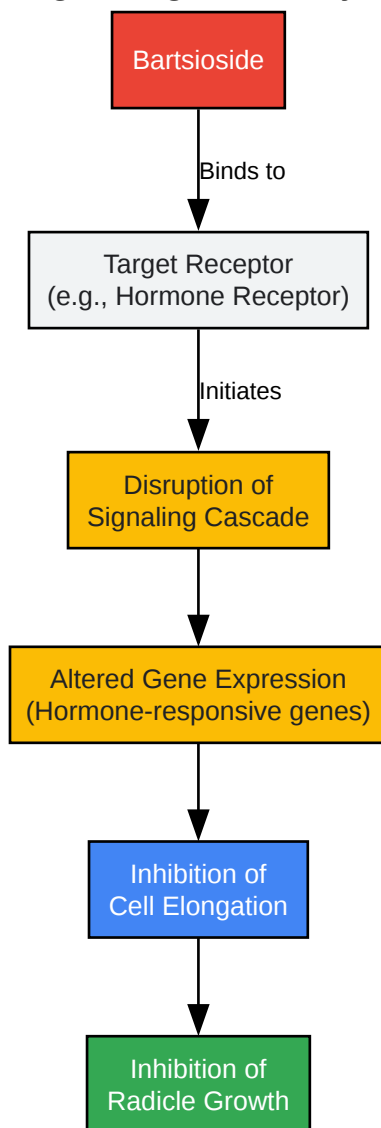 Bartsioside
Binds to
Target Receptor
(e.g., Hormone Receptor)
Initiates
Disruption of
Signaling Cascade
Altered Gene Expression
(Hormone-responsive genes)
Inhibition of
Cell Elongation
Inhibition of
Radicle Growth